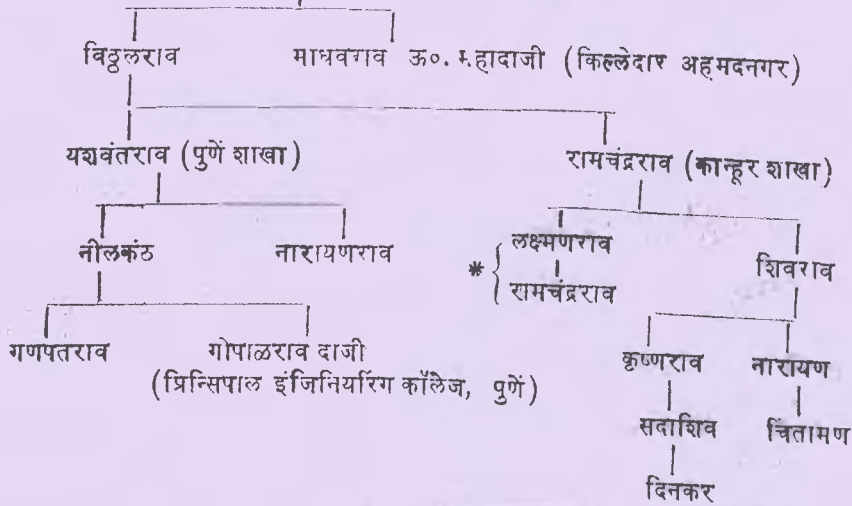 विठ्ठलराव माधवराव ऊ०. म्हादाजी (किल्लेदार अहमदनगर)
यशवंतराव (पुणें शाखा) रामचंद्रराव (कान्हूर शाखा)
नीलकंठ नारायणराव * { लक्ष्मणराव शिवराव
रामचंद्रराव
गणपतराव गोपाळराव दाजी कृष्णराव नारायण
(प्रिन्सिपाल इंजिनियरिंग कॉलेज, पुणें)
सदाशिव चिंतामण
दिनकर